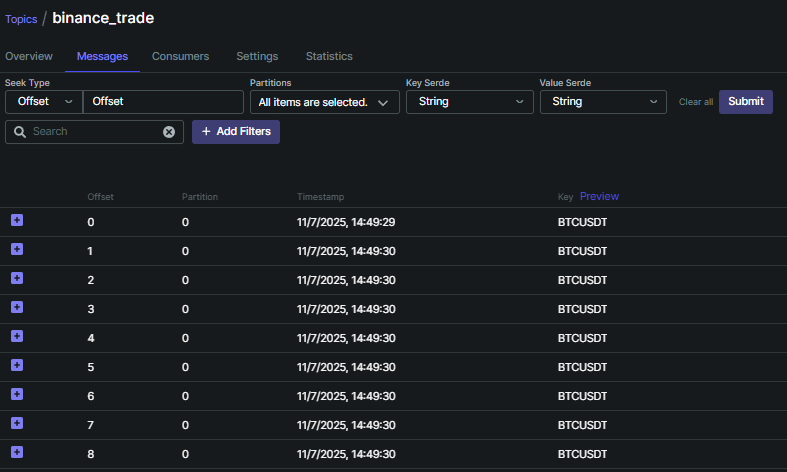 Topics / binance_trade
Overview Messages Consumers Settings Statistics
Seek Type Partitions Key Serde Value Serde
Offset Offset All items are selected. String String Clear all Submit
Search + Add Filters
Offset Partition Timestamp Key Preview
0 0 11/7/2025, 14:49:29 BTCUSDT
1 0 11/7/2025, 14:49:30 BTCUSDT
2 0 11/7/2025, 14:49:30 BTCUSDT
3 0 11/7/2025, 14:49:30 BTCUSDT
4 0 11/7/2025, 14:49:30 BTCUSDT
5 0 11/7/2025, 14:49:30 BTCUSDT
6 0 11/7/2025, 14:49:30 BTCUSDT
7 0 11/7/2025, 14:49:30 BTCUSDT
8 0 11/7/2025, 14:49:30 BTCUSDT